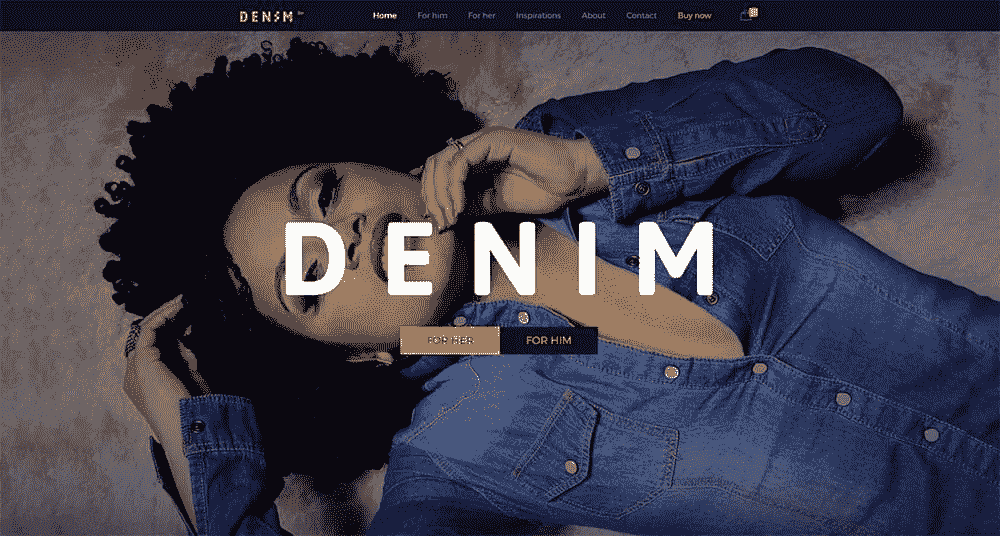 DENIM
Home For him For her Inspirations About Contact Buy now
DENIM
FOR HER FOR HIM